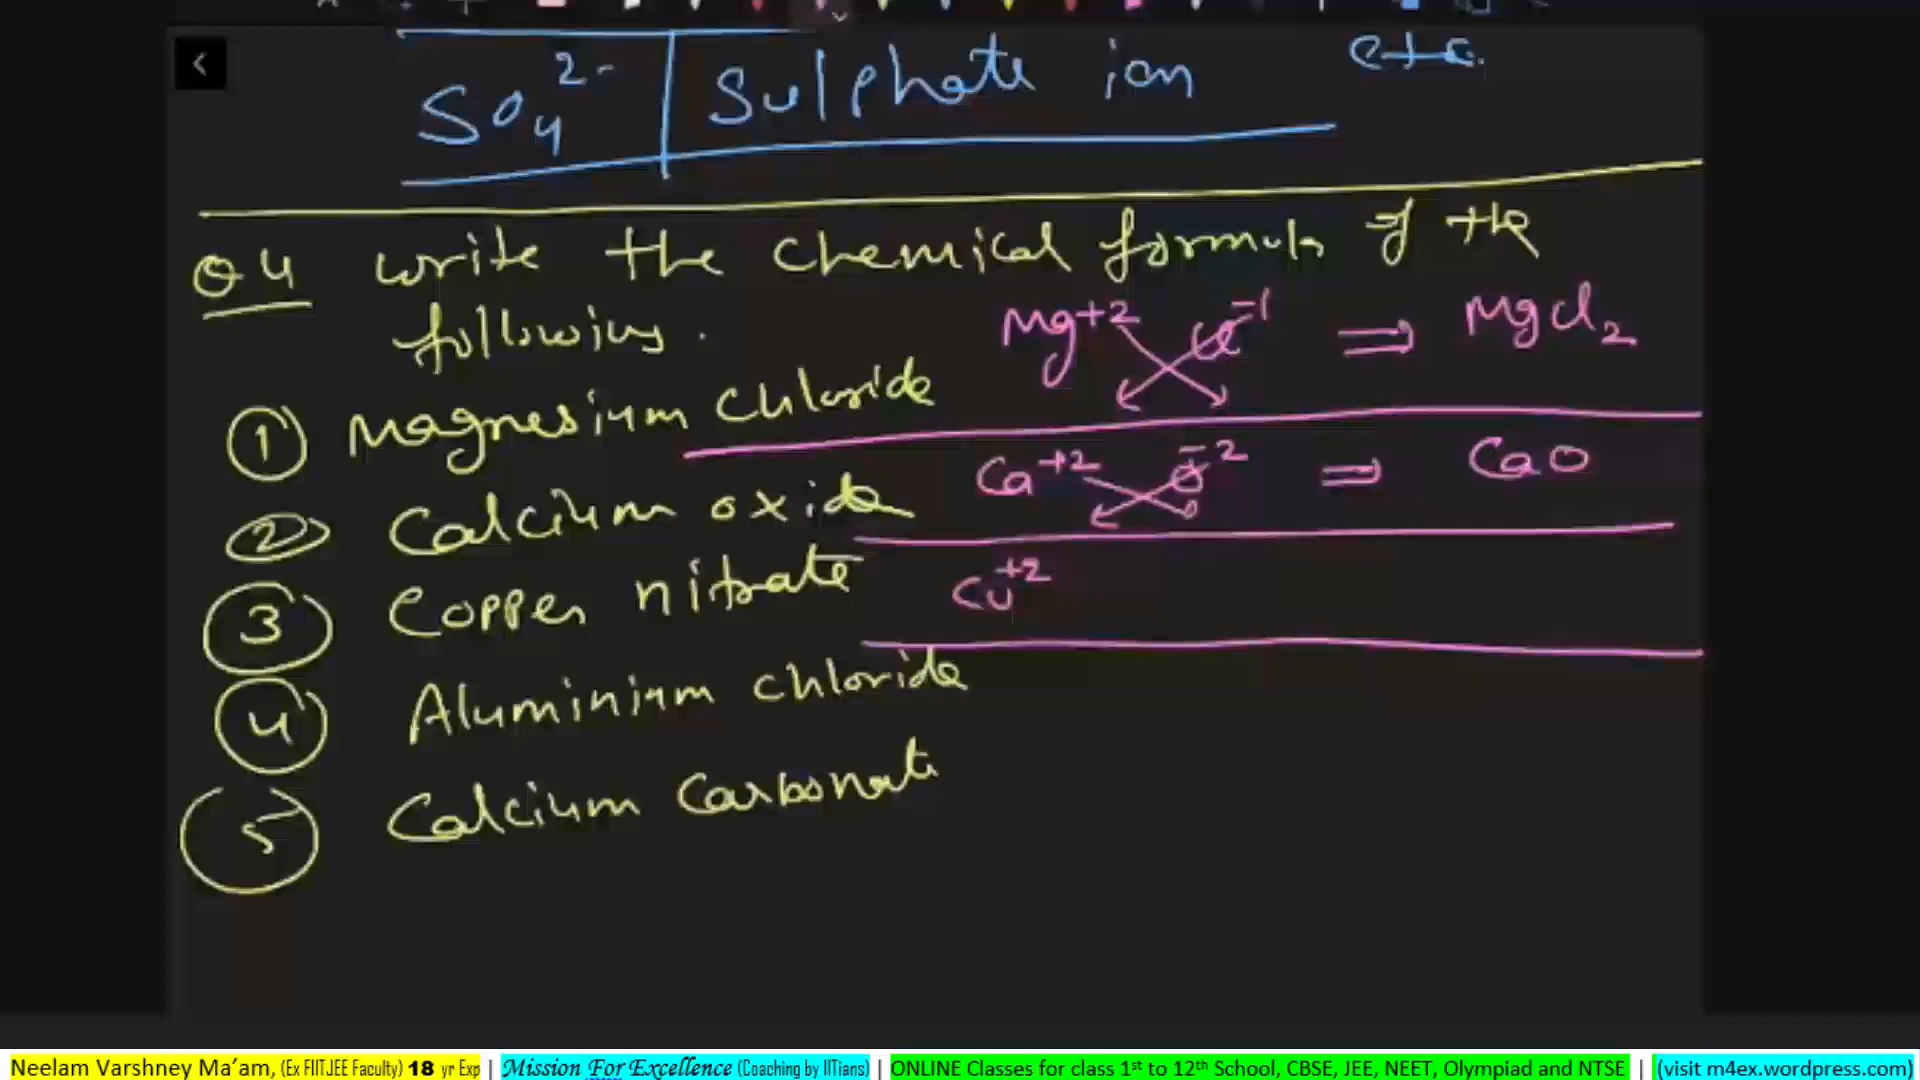 SO₄²⁻ | Sulphate ion etc.
Q4 Write the Chemical formula of the
following.
Mg+2 Cl-1 ⇒ MgCl₂
① Magnesium chloride
Ca+2 O-2 ⇒ CaO
② Calcium oxide
③ Copper nitrate Cu+2
④ Aluminium chloride
⑤ Calcium Carbonate
Neelam Varshney Ma’am, (Ex FIITJEE Faculty) 18 yr Exp | Mission For Excellence (Coaching by IITians) | ONLINE Classes for class 1st to 12th School, CBSE, JEE, NEET, Olympiad and NTSE | (visit m4ex.wordpress.com)